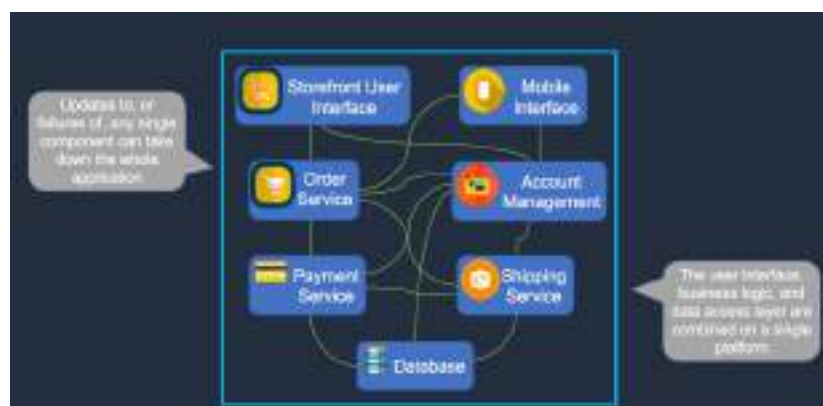 Storefront User
Interface
Mobile
Interface
Updates to, or
failures of, any single
component can take
down the whole
application
Order
Service
Account
Management
Payment
Service
Shipping
Service
The user interface,
business logic, and
data access layer are
combined on a single
platform
Database